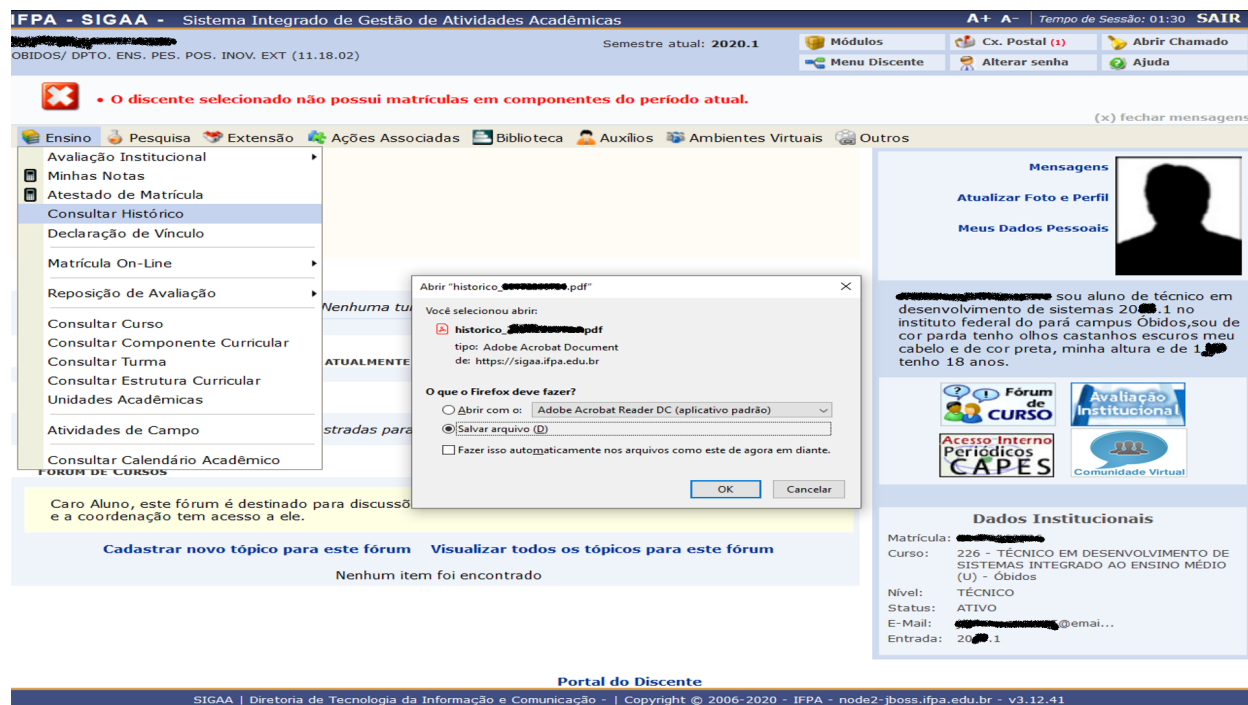 IFPA - SIGAA - Sistema Integrado de Gestão de Atividades Acadêmicas
A+ A- | Tempo de Sessão: 01:30 SAIR
OBIDOS/ DPTO. ENS. PES. POS. INOV. EXT (11.18.02)
Semestre atual: 2020.1
Módulos
Cx. Postal (1)
Abrir Chamado
Menu Discente
Alterar senha
Ajuda
• O discente selecionado não possui matrículas em componentes do período atual.
(x) fechar mensagens
Ensino Pesquisa Extensão Ações Associadas Biblioteca Auxílios Ambientes Virtuais Outros
Avaliação Institucional
Minhas Notas
Atestado de Matrícula
Consultar Histórico
Declaração de Vínculo
Matrícula On-Line
Reposição de Avaliação
Consultar Curso
Consultar Componente Curricular
Consultar Turma
Consultar Estrutura Curricular
Unidades Acadêmicas
Atividades de Campo
Consultar Calendário Acadêmico
Nenhuma tu
ATUALMENTE
stradas para
FÓRUM DE CURSOS
Caro Aluno, este fórum é destinado para discussõ
e a coordenação tem acesso a ele.
Cadastrar novo tópico para este fórum Visualizar todos os tópicos para este fórum
Nenhum item foi encontrado
Abrir "historico_ .pdf"
Você selecionou abrir:
historico_ pdf
tipo: Adobe Acrobat Document
de: https://sigaa.ifpa.edu.br
O que o Firefox deve fazer?
Abrir com o: Adobe Acrobat Reader DC (aplicativo padrão)
Salvar arquivo (D)
Fazer isso automaticamente nos arquivos como este de agora em diante.
OK
Cancelar
Mensagens
Atualizar Foto e Perfil
Meus Dados Pessoais
sou aluno de técnico em
desenvolvimento de sistemas 20 .1 no
instituto federal do pará campus Óbidos,sou de
cor parda tenho olhos castanhos escuros meu
cabelo e de cor preta, minha altura e de 1,
tenho 18 anos.
Fórum
de
CURSO
Avaliação
Institucional
Acesso Interno
Periódicos
CAPES
Comunidade Virtual
Dados Institucionais
Matrícula:
Curso: 226 - TÉCNICO EM DESENVOLVIMENTO DE
SISTEMAS INTEGRADO AO ENSINO MÉDIO
(U) - Óbidos
Nível: TÉCNICO
Status: ATIVO
E-Mail: @emai...
Entrada: 20 .1
Portal do Discente
SIGAA | Diretoria de Tecnologia da Informação e Comunicação - | Copyright © 2006-2020 - IFPA - node2-jboss.ifpa.edu.br - v3.12.41